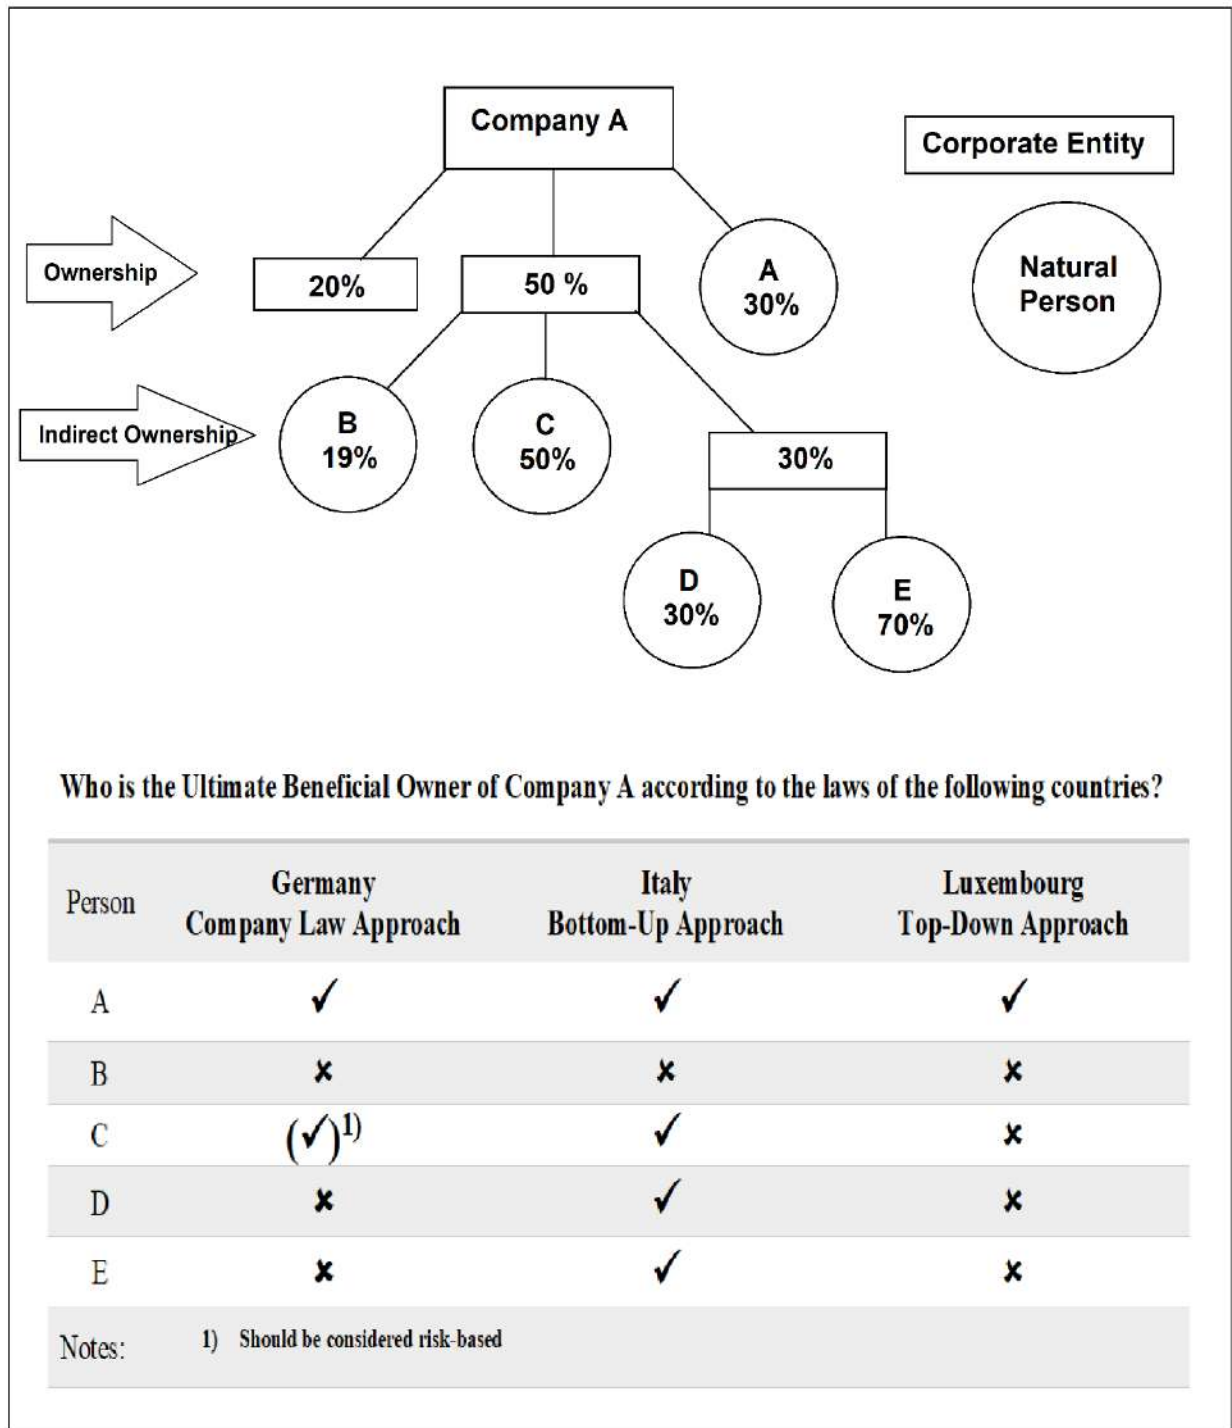 Company A
Corporate Entity
Ownership
20%
50 %
A
30%
Natural
Person
Indirect Ownership
B
19%
C
50%
30%
D
30%
E
70%
Who is the Ultimate Beneficial Owner of Company A according to the laws of the following countries?
Person
Germany
Company Law Approach
Italy
Bottom-Up Approach
Luxembourg
Top-Down Approach
A ✓ ✓ ✓
B ✗ ✗ ✗
C (✓)1) ✓ ✗
D ✗ ✓ ✗
E ✗ ✓ ✗
Notes: 1) Should be considered risk-based